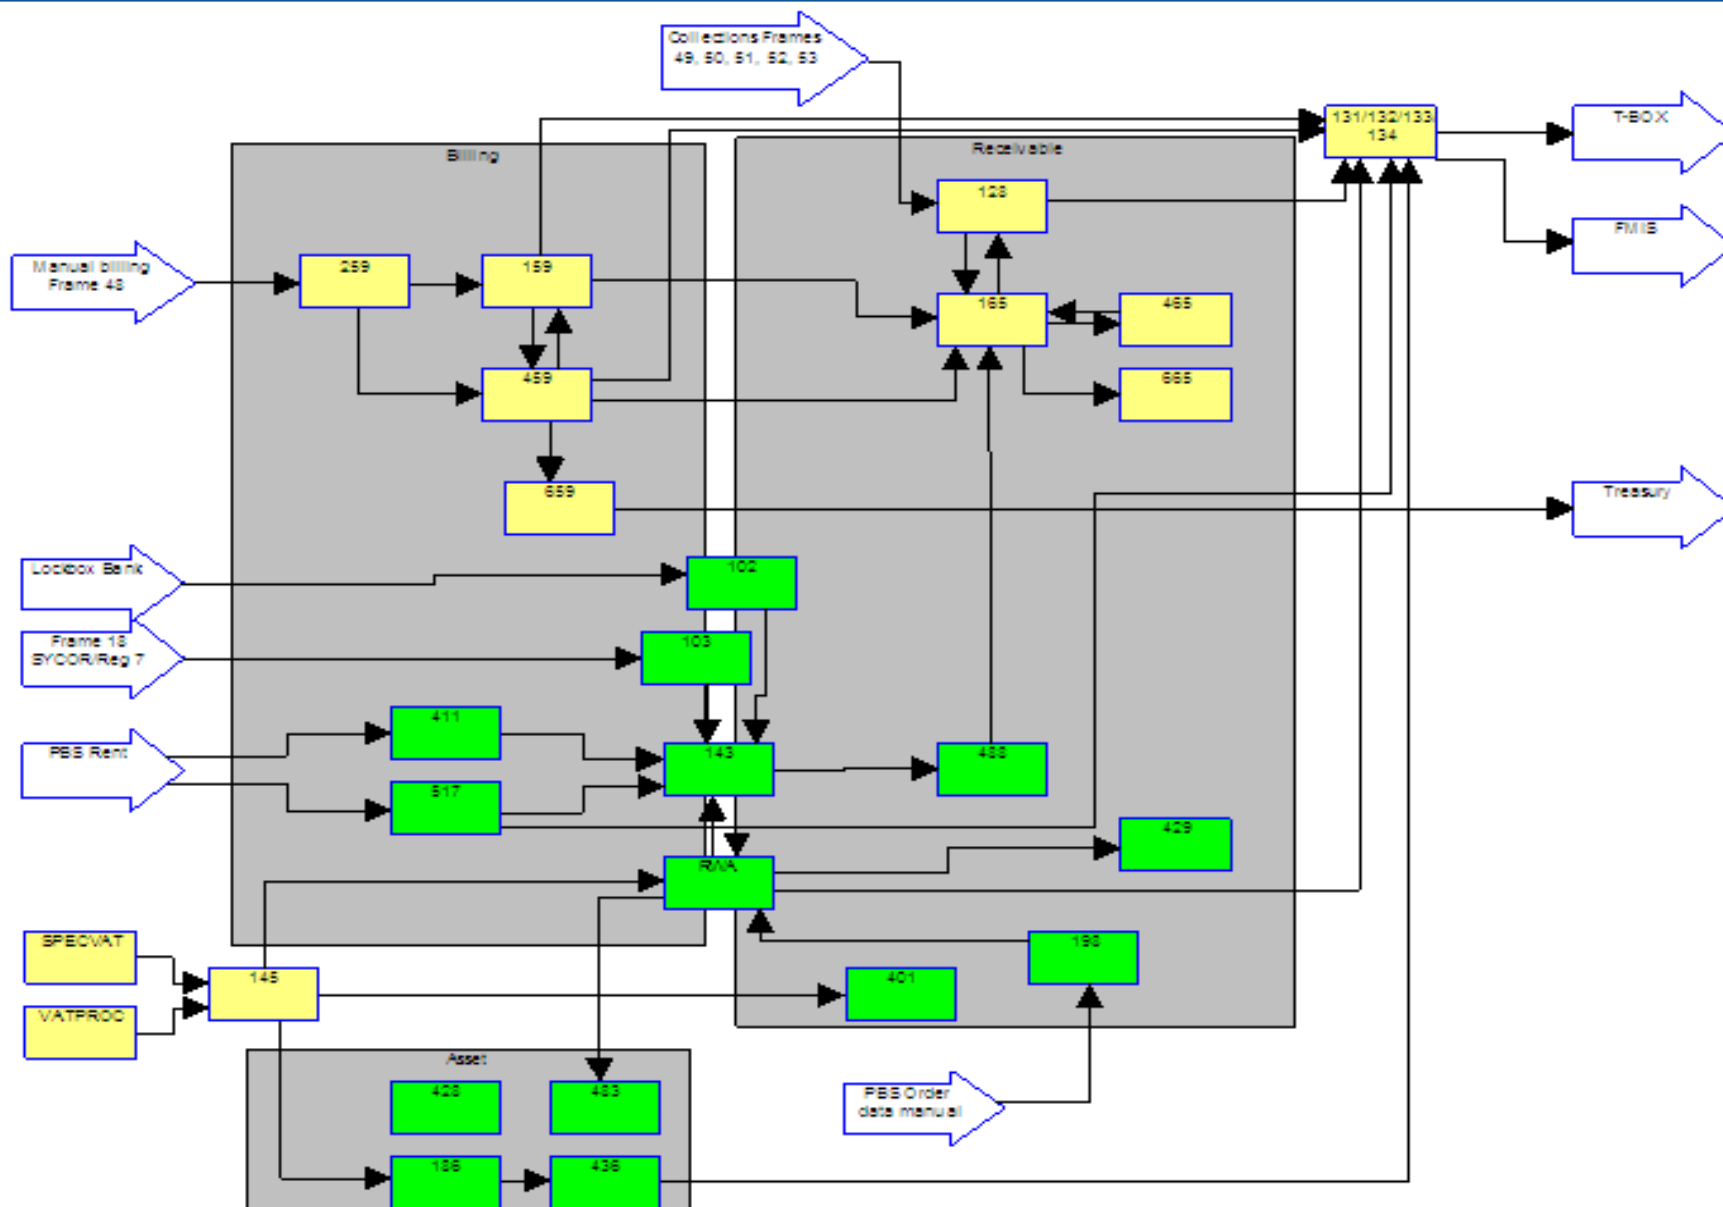 Collections Frames
49, 50, 51, 52, 53
131/132/133/
134
T-BOX
Billing
Receivable
128
FMIS
Manual billing
Frame 48
259
159
165
465
459
665
659
Treasury
Lockbox Bank
102
Frame 18
SYCOR/Reg 7
103
411
PBS Rent
143
488
517
429
RWA
SPECVAT
198
145
401
VATPROC
Asset
428
483
PBS Order
data manual
186
436